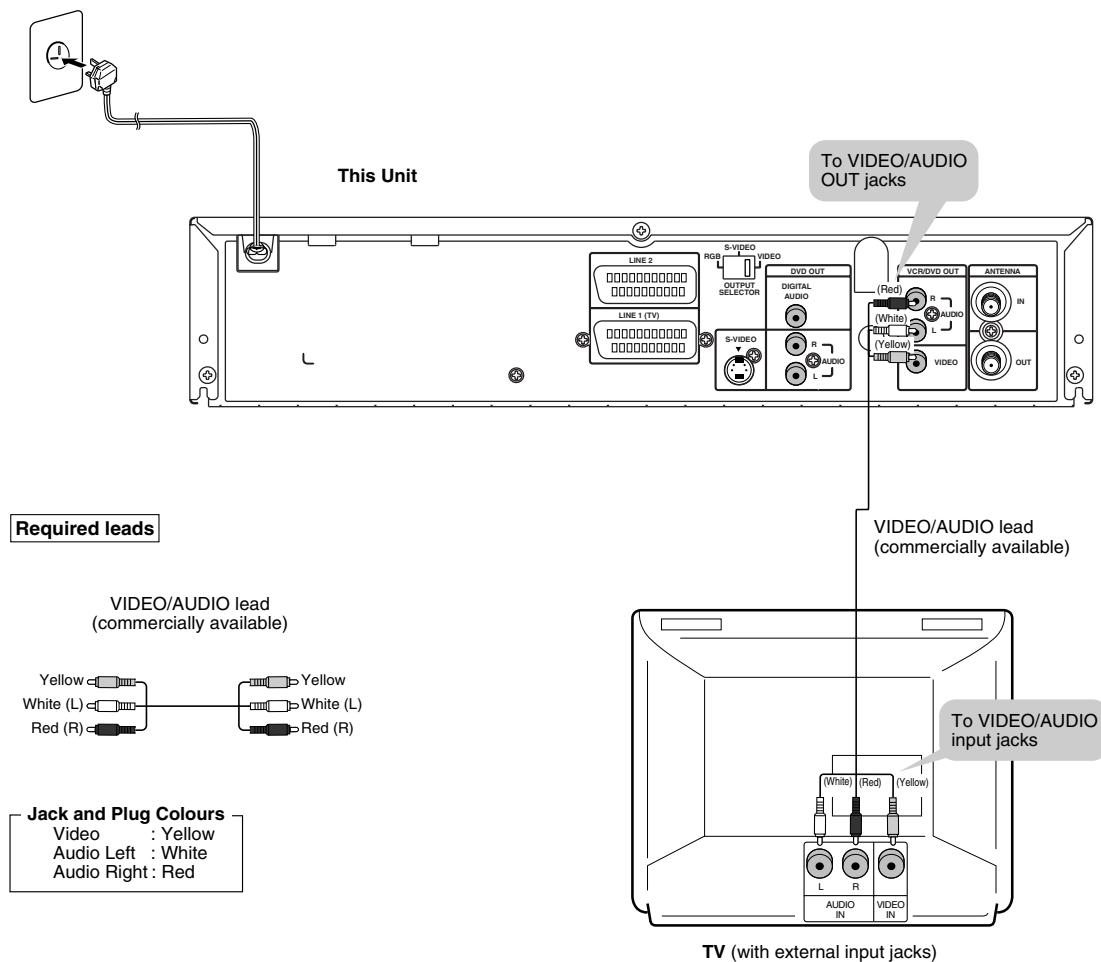 This Unit
To VIDEO/AUDIO
OUT jacks
LINE 2
LINE 1 (TV)
S-VIDEO
RGB
VIDEO
OUTPUT
SELECTOR
DVD OUT
DIGITAL
AUDIO
S-VIDEO
R
AUDIO
L
(Red)
(White)
(Yellow)
VCR/DVD OUT
R
AUDIO
L
VIDEO
ANTENNA
IN
OUT
Required leads
VIDEO/AUDIO lead
(commercially available)
Yellow
Yellow
White (L)
White (L)
Red (R)
Red (R)
Jack and Plug Colours
Video : Yellow
Audio Left : White
Audio Right : Red
VIDEO/AUDIO lead
(commercially available)
To VIDEO/AUDIO
input jacks
(White)
(Red)
(Yellow)
L
R
AUDIO
IN
VIDEO
IN
TV (with external input jacks)